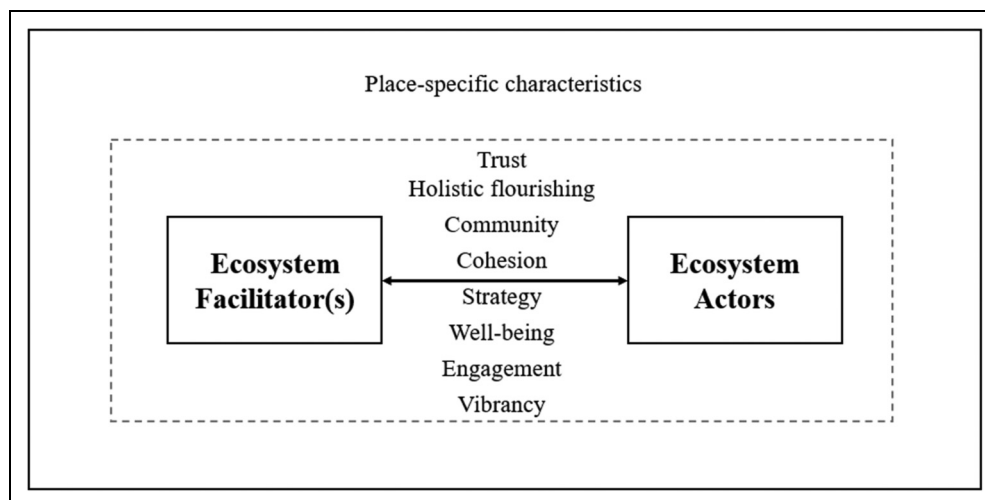 Place-specific characteristics
Trust
Holistic flourishing
Community
Cohesion
Strategy
Well-being
Engagement
Vibrancy
Ecosystem
Facilitator(s)
Ecosystem
Actors